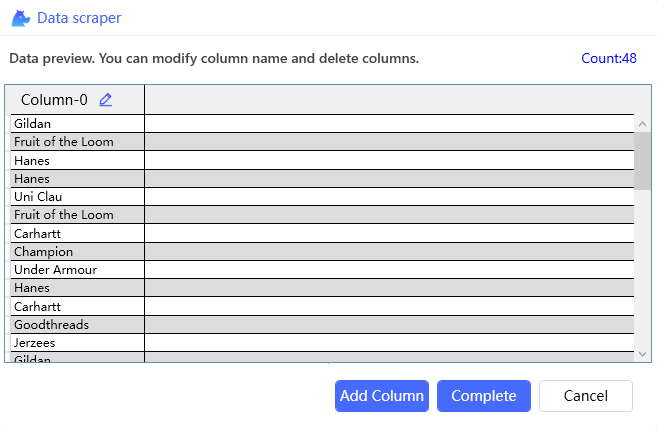 Data scraper
Data preview. You can modify column name and delete columns.
Count:48
Column-0
Gildan
Fruit of the Loom
Hanes
Hanes
Uni Clau
Fruit of the Loom
Carhartt
Champion
Under Armour
Hanes
Carhartt
Goodthreads
Jerzees
Gildan
Add Column
Complete
Cancel